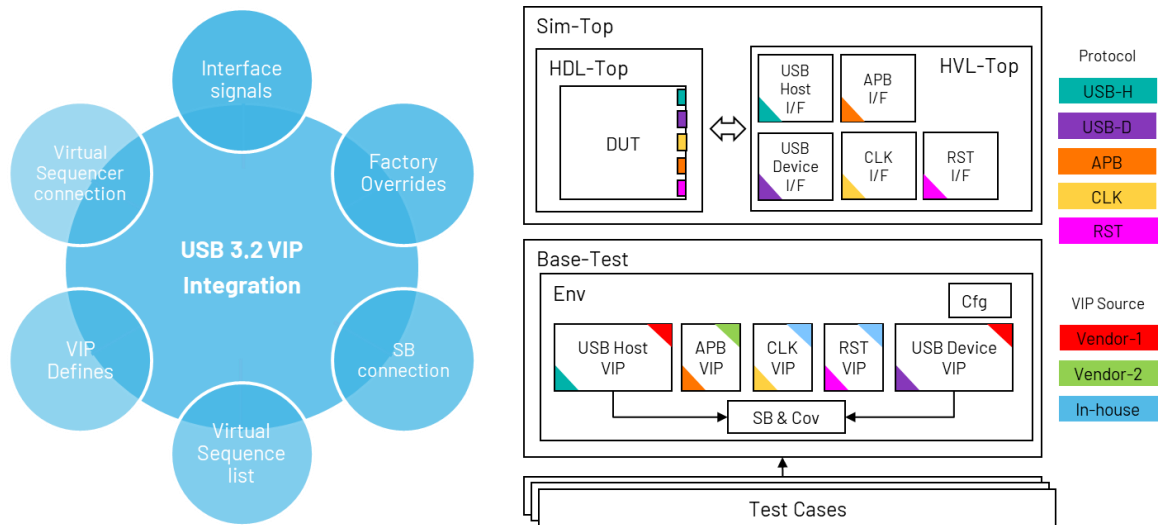 Interface
signals
Virtual
Sequencer
connection
Factory
Overrides
USB 3.2 VIP
Integration
VIP
Defines
SB
connection
Virtual
Sequence
list
Sim-Top
HDL-Top
DUT
HVL-Top
USB
Host
I/F
APB
I/F
USB
Device
I/F
CLK
I/F
RST
I/F
Base-Test
Env
Cfg
USB Host
VIP
APB
VIP
CLK
VIP
RST
VIP
USB Device
VIP
SB & Cov
Test Cases
Protocol
USB-H
USB-D
APB
CLK
RST
VIP Source
Vendor-1
Vendor-2
In-house